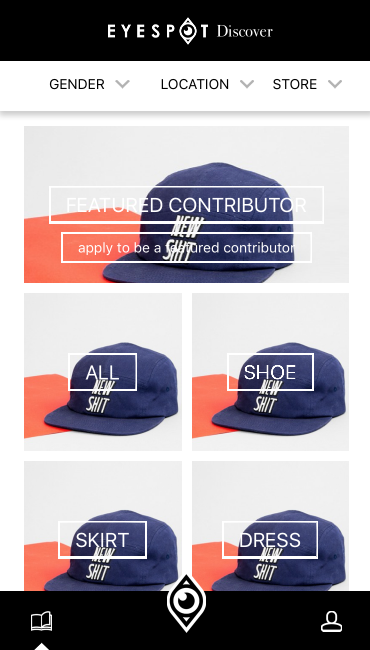 EYESPOT Discover
GENDER LOCATION STORE
FEATURED CONTRIBUTOR
NEW
SHIT
apply to be a featured contributor
ALL
NEW
SHIT
SHOE
NEW
SHIT
SKIRT
NEW
SHIT
DRESS
NEW
SHIT